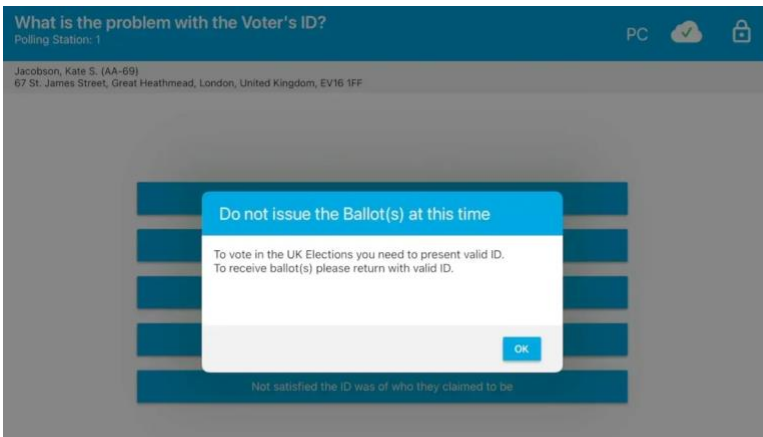 What is the problem with the Voter's ID?
Polling Station: 1
PC
Jacobson, Kate S. (AA-69)
67 St. James Street, Great Heathmead, London, United Kingdom, EV16 1FF
Do not issue the Ballot(s) at this time
To vote in the UK Elections you need to present valid ID.
To receive ballot(s) please return with valid ID.
OK
Not satisfied the ID was of who they claimed to be